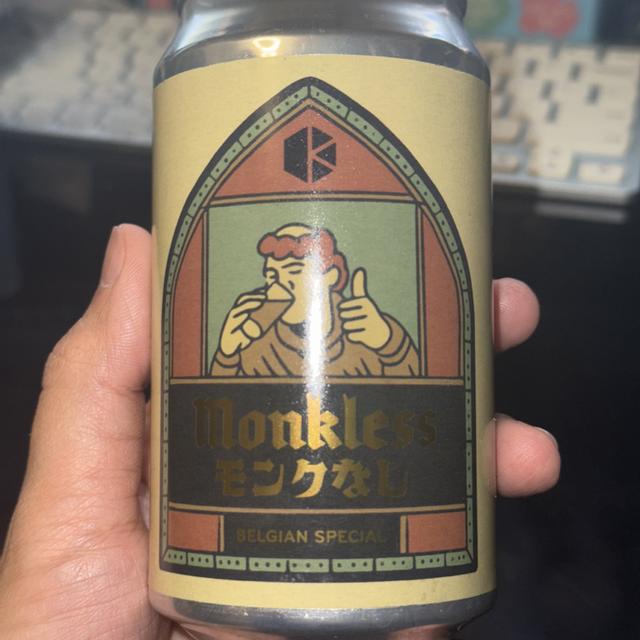 Monkless
モンクなし
BELGIAN SPECIAL